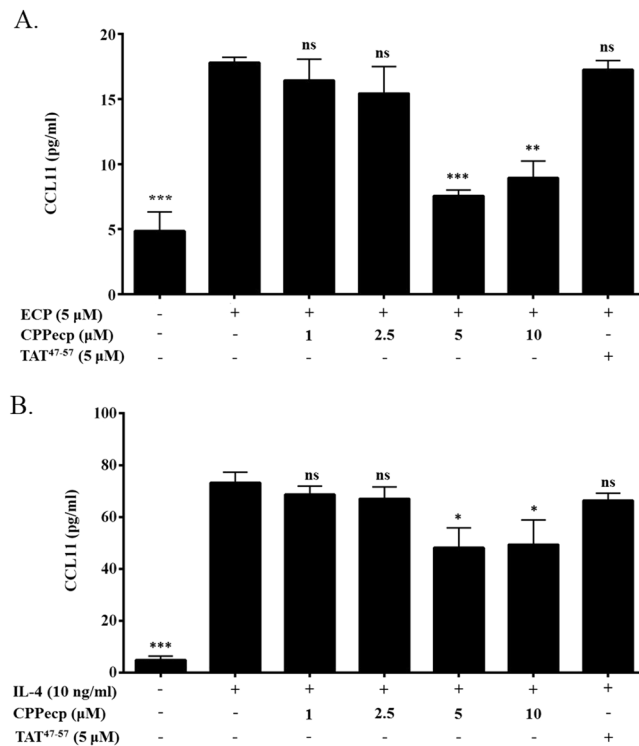 A.
20
ns
ns
ns
15
CCL11 (pg/ml)
10
***
**
***
5
0
ECP (5 μM) - + + + + + +
CPPecp (μM) - - 1 2.5 5 10 -
TAT47-57 (5 μM) - - - - - - +
B.
100
80
ns
ns
ns
60
CCL11 (pg/ml)
*
*
40
20
***
0
IL-4 (10 ng/ml) - + + + + + +
CPPecp (μM) - - 1 2.5 5 10 -
TAT47-57 (5 μM) - - - - - - +